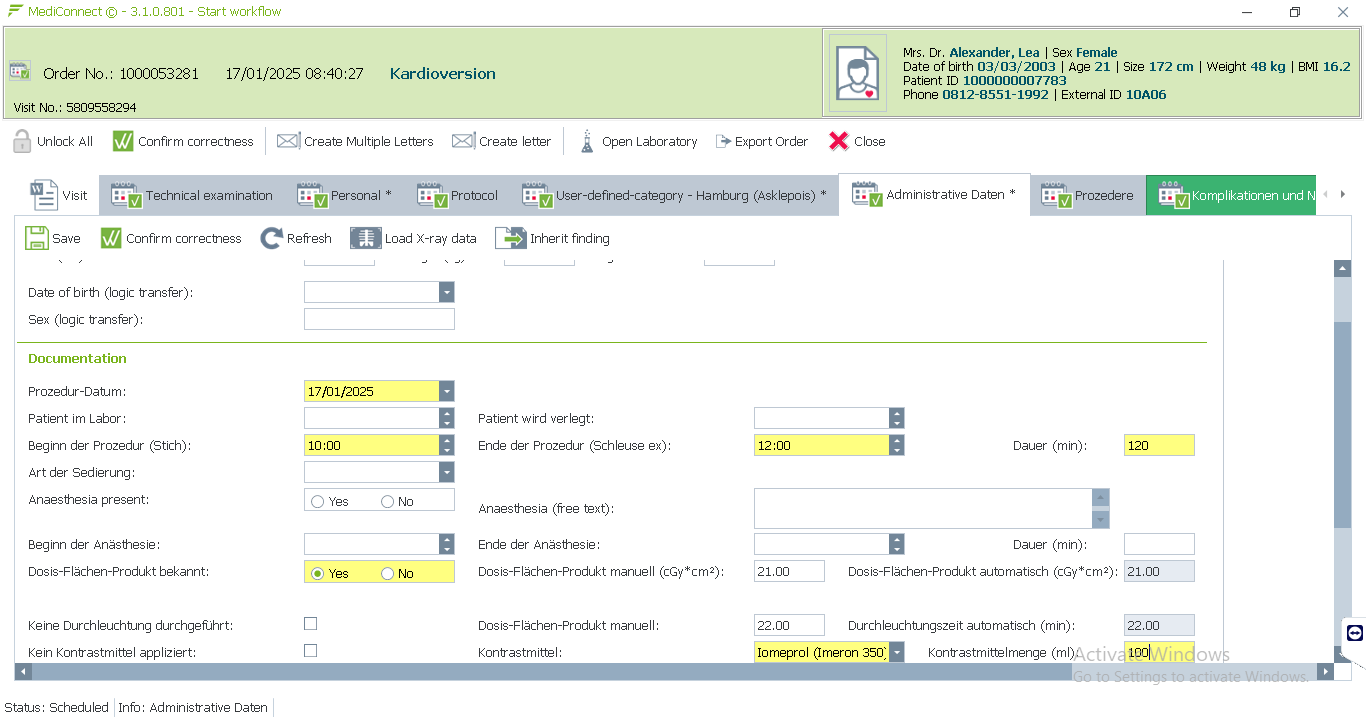 MediConnect © - 3.1.0.801 - Start workflow
Order No.: 1000053281 17/01/2025 08:40:27 Kardioversion
Visit No.: 5809558294
Mrs. Dr. Alexander, Lea | Sex Female
Date of birth 03/03/2003 | Age 21 | Size 172 cm | Weight 48 kg | BMI 16.2
Patient ID 1000000007783
Phone 0812-8551-1992 | External ID 10A06
Unlock All Confirm correctness Create Multiple Letters Create letter Open Laboratory Export Order Close
Visit Technical examination Personal * Protocol User-defined-category - Hamburg (Asklepois) * Administrative Daten * Prozedere Komplikationen und N
Save Confirm correctness Refresh Load X-ray data Inherit finding
Date of birth (logic transfer):
Sex (logic transfer):
Documentation
Prozedur-Datum: 17/01/2025
Patient im Labor: Patient wird verlegt:
Beginn der Prozedur (Stich): 10:00 Ende der Prozedur (Schleuse ex): 12:00 Dauer (min): 120
Art der Sedierung:
Anaesthesia present: Yes No Anaesthesia (free text):
Beginn der Anästhesie: Ende der Anästhesie: Dauer (min):
Dosis-Flächen-Produkt bekannt: Yes No Dosis-Flächen-Produkt manuell (cGy*cm²): 21.00 Dosis-Flächen-Produkt automatisch (cGy*cm²): 21.00
Keine Durchleuchtung durchgeführt: Dosis-Flächen-Produkt manuell: 22.00 Durchleuchtungszeit automatisch (min): 22.00
Kein Kontrastmittel appliziert: Kontrastmittel: Iomeprol (Imeron 350) Kontrastmittelmenge (ml): 100
Activate Windows
Go to Settings to activate Windows.
Status: Scheduled Info: Administrative Daten